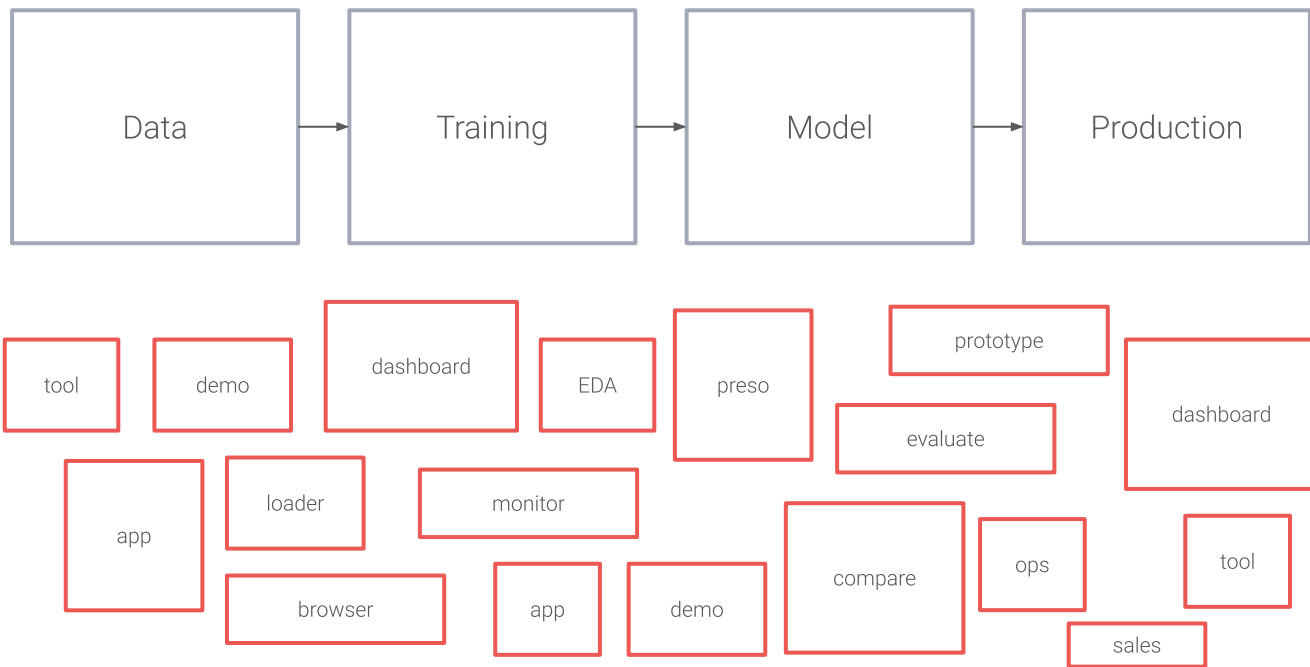 Data
Training
Model
Production
tool
demo
dashboard
EDA
preso
prototype
evaluate
dashboard
app
loader
monitor
browser
app
demo
compare
ops
tool
sales